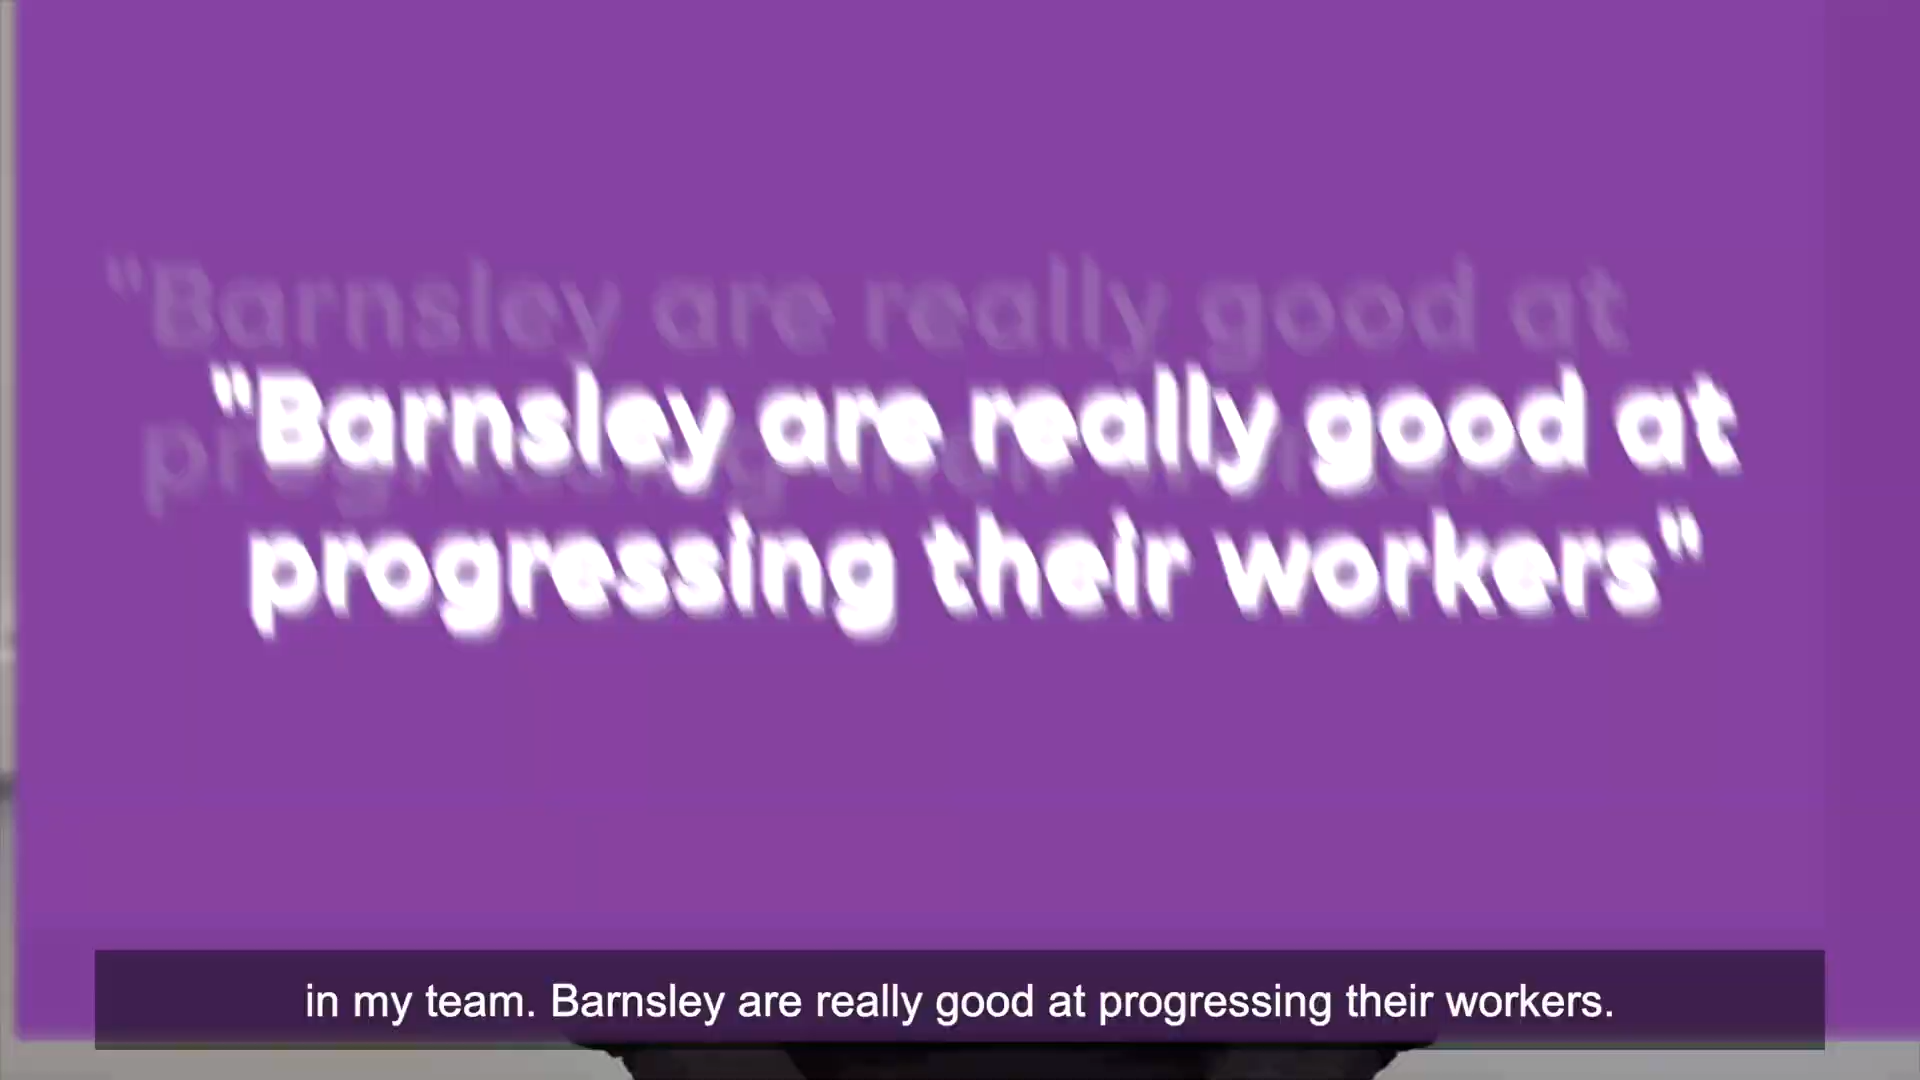 "Barnsley are really good at
progressing their workers"
in my team. Barnsley are really good at progressing their workers.